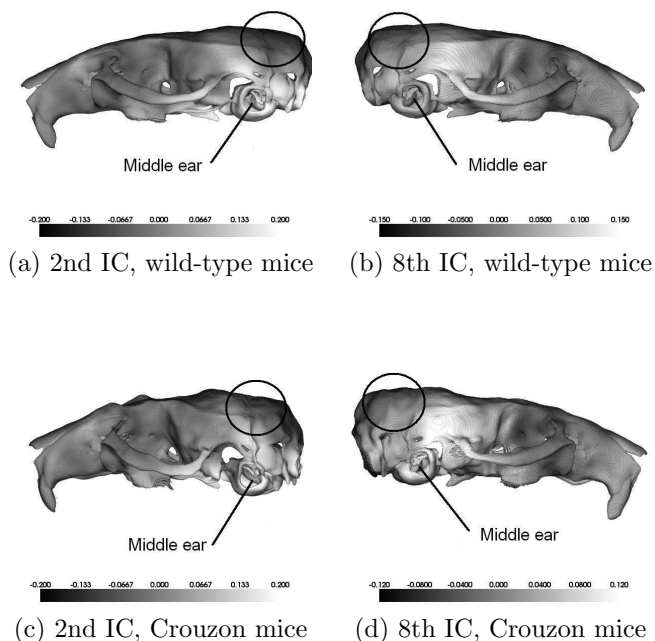 Middle ear
Middle ear
-0.200 -0.133 -0.0667 0.000 0.0667 0.133 0.200
-0.150 -0.100 -0.0500 0.000 0.0500 0.100 0.150
(a) 2nd IC, wild-type mice
(b) 8th IC, wild-type mice
Middle ear
Middle ear
-0.200 -0.133 -0.0667 0.000 0.0667 0.133 0.200
-0.120 -0.0800 -0.0400 0.000 0.0400 0.0800 0.120
(c) 2nd IC, Crouzon mice
(d) 8th IC, Crouzon mice